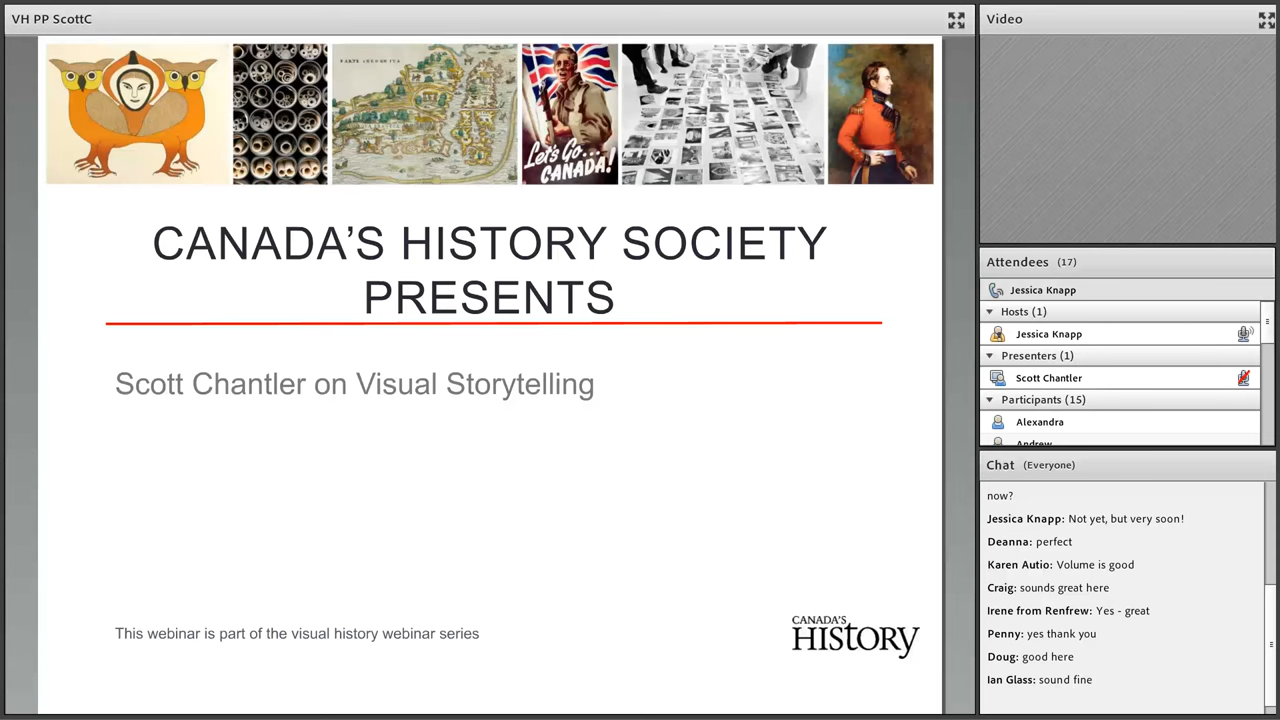 VH PP ScottC
PARTE INCOGNITA
Let's Go...
CANADA!
CANADA'S HISTORY SOCIETY
PRESENTS
Scott Chantler on Visual Storytelling
This webinar is part of the visual history webinar series
CANADA'S
HISTORY
Video
Attendees (17)
Jessica Knapp
Hosts (1)
Jessica Knapp
Presenters (1)
Scott Chantler
Participants (15)
Alexandra
Andrew
Chat (Everyone)
now?
Jessica Knapp: Not yet, but very soon!
Deanna: perfect
Karen Autio: Volume is good
Craig: sounds great here
Irene from Renfrew: Yes - great
Penny: yes thank you
Doug: good here
Ian Glass: sound fine